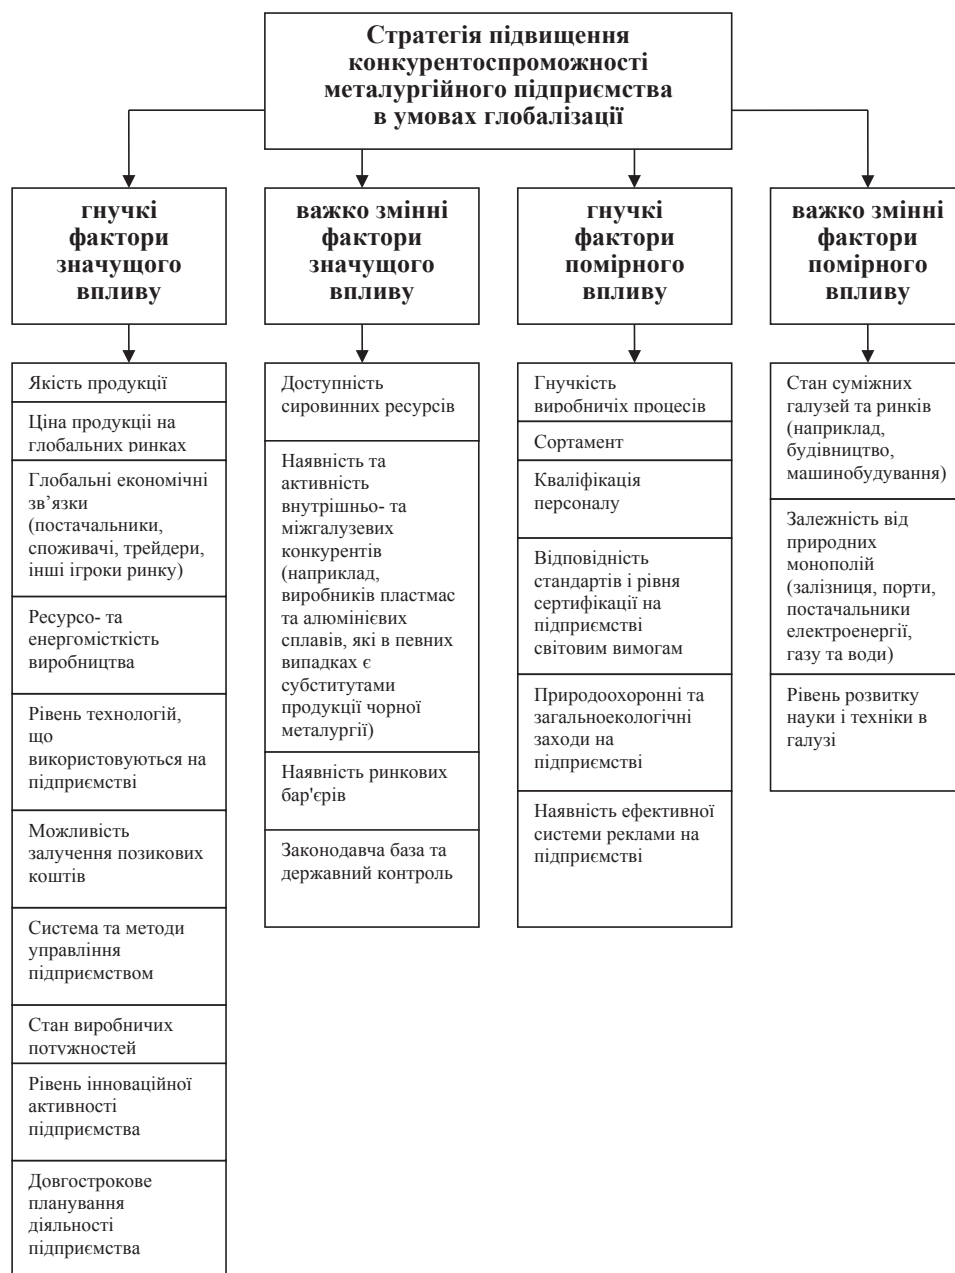 Стратегія підвищення
конкурентоспроможності
металургійного підприємства
в умовах глобалізації
гнучкі
фактори
значущого
впливу
Якість продукції
Ціна продукціі на
глобальних ринках
Глобальні економічні
зв’язки
(постачальники,
споживачі, трейдери,
інші ігроки ринку)
Ресурсо- та
енергомісткість
виробництва
Рівень технологій,
що
використовуються на
підприємстві
Можливість
залучення позикових
коштів
Система та методи
управління
підприємством
Стан виробничих
потужностей
Рівень інноваційної
активності
підприємства
Довгострокове
планування
діяльності
підприємства
важко змінні
фактори
значущого
впливу
Доступність
сировинних ресурсів
Наявність та
активність
внутрішньо- та
міжгалузевих
конкурентів
(наприклад,
виробників пластмас
та алюмінієвих
сплавів, які в певних
випадках є
субститутами
продукції чорної
металургії)
Наявність ринкових
бар'єрів
Законодавча база та
державний контроль
гнучкі
фактори
помірного
впливу
Гнучкість
виробничіх процесів
Сортамент
Кваліфікація
персоналу
Відповідність
стандартів і рівня
сертифікації на
підприємстві
світовим вимогам
Природоохоронні та
загальноекологічні
заходи на
підприємстві
Наявність ефективної
системи реклами на
підприємстві
важко змінні
фактори
помірного
впливу
Стан суміжних
галузей та ринків
(наприклад,
будівництво,
машинобудування)
Залежність від
природних
монополій
(залізниця, порти,
постачальники
електроенергії,
газу та води)
Рівень розвитку
науки і техніки в
галузі